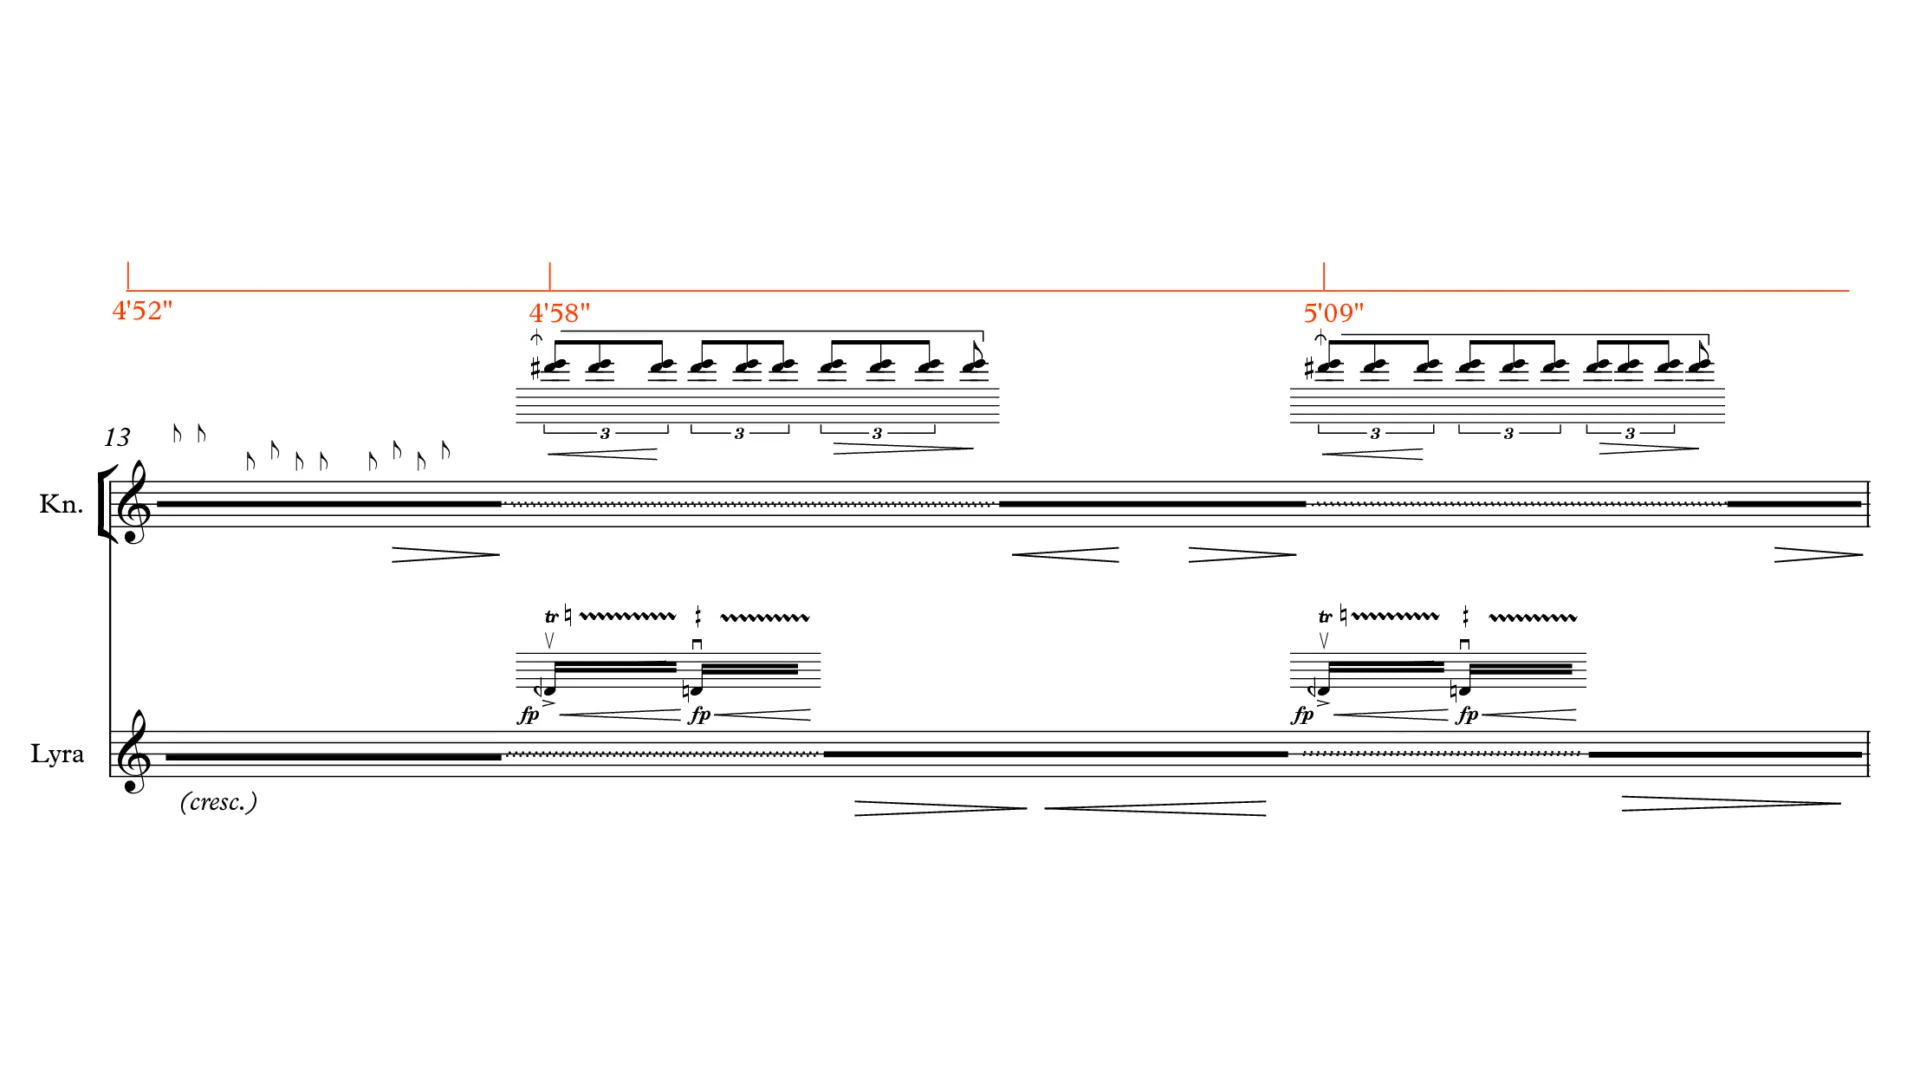 4'52" 4'58" 5'09"
3 3 3 3 3 3
13
Kn.
tr tr
fp fp fp fp
Lyra
(cresc.)